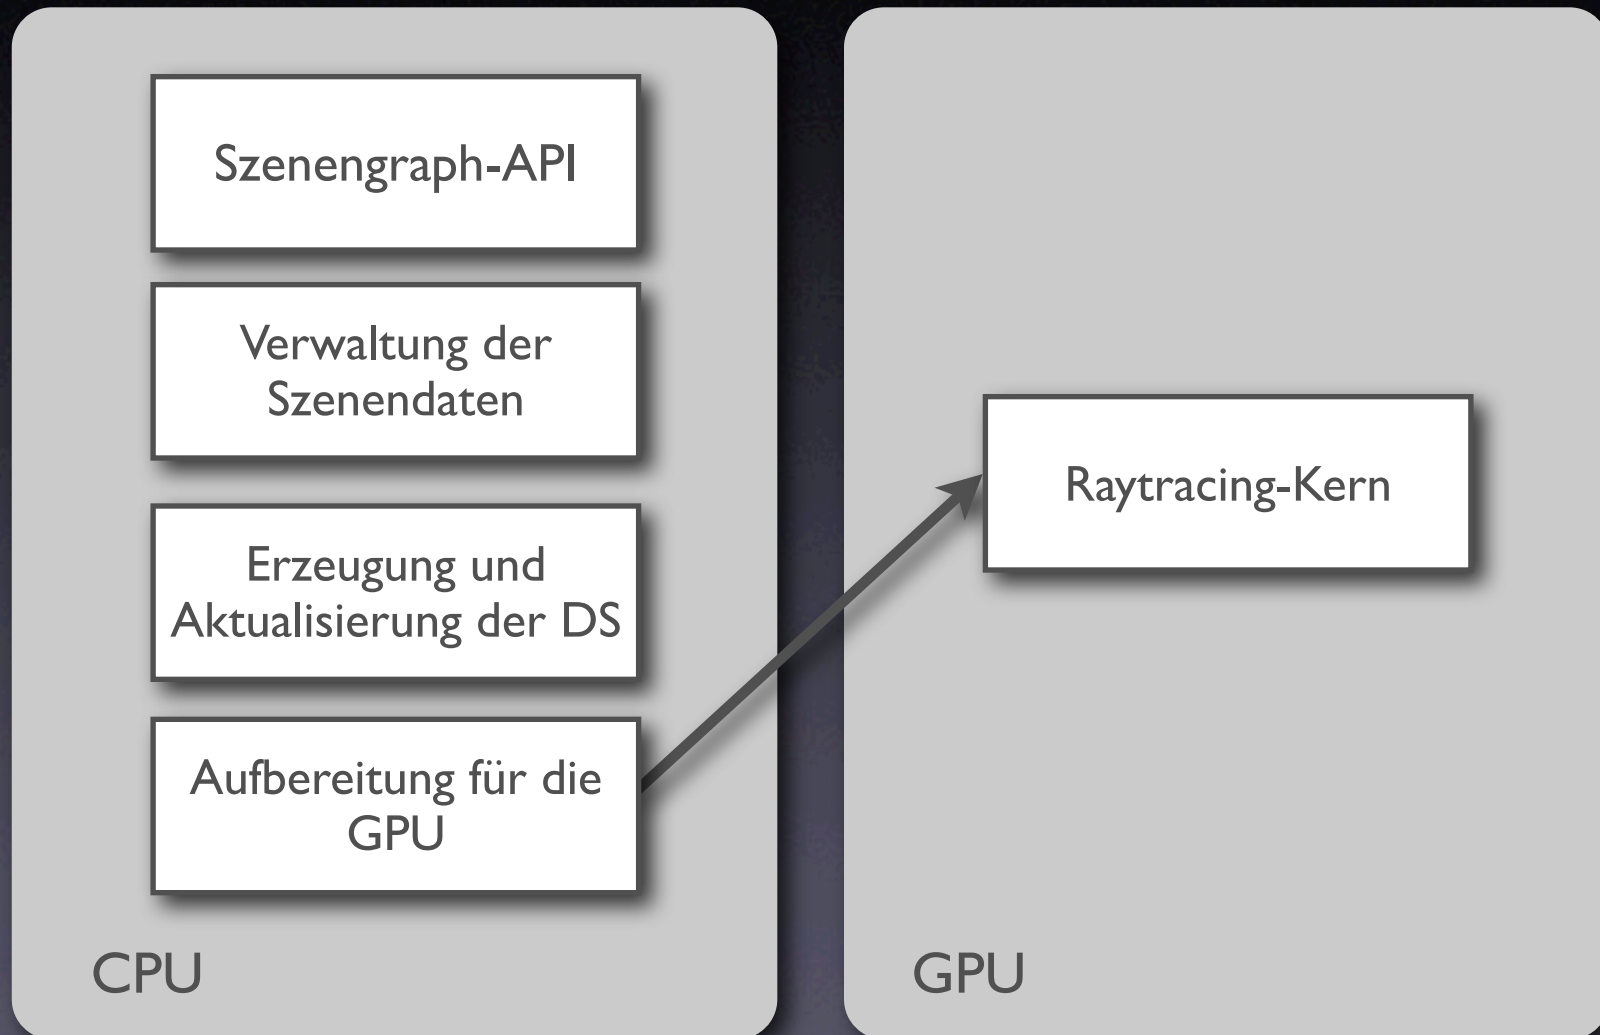 Szenengraph-API
Verwaltung der
Szenendaten
Erzeugung und
Aktualisierung der DS
Aufbereitung für die
GPU
CPU
Raytracing-Kern
GPU